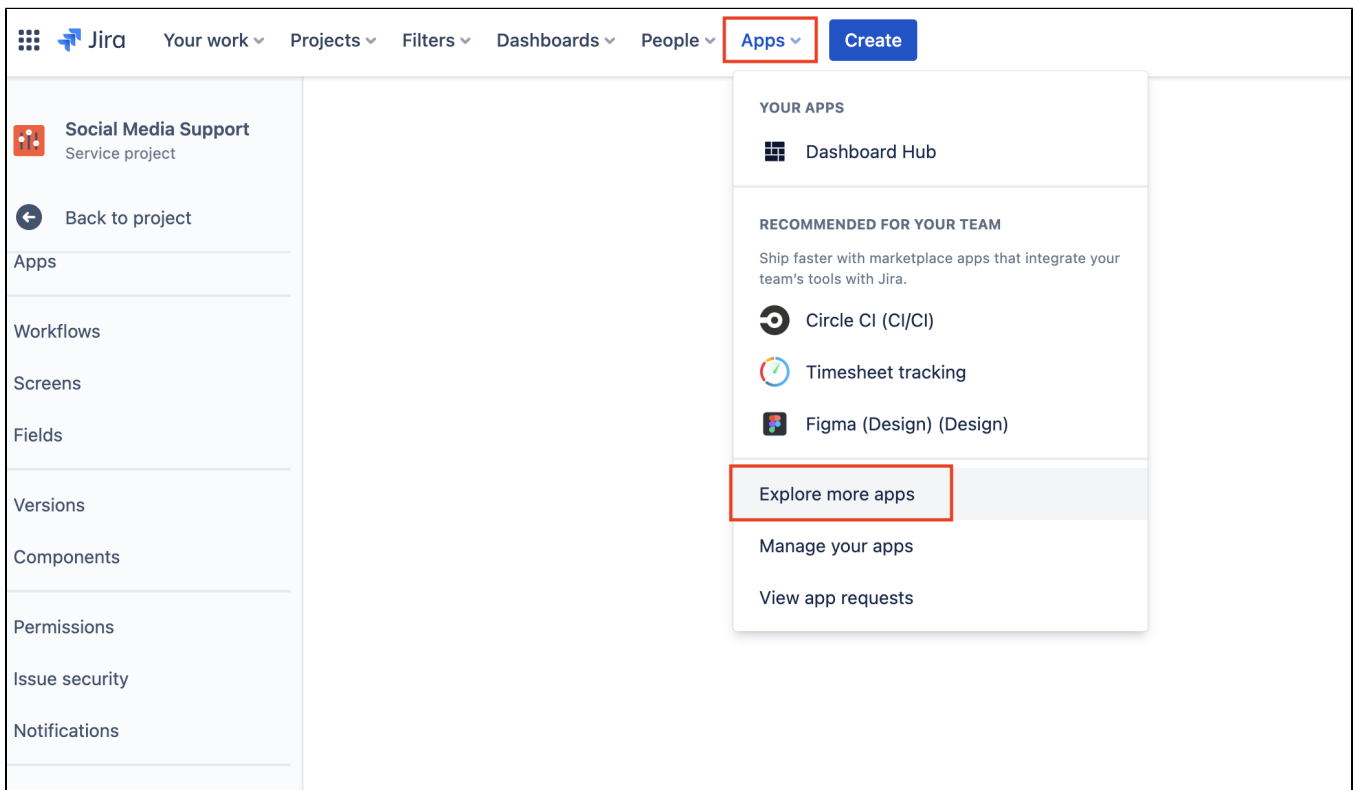 Jira
Your work
Projects
Filters
Dashboards
People
Apps
Create
Social Media Support
Service project
Back to project
Apps
Workflows
Screens
Fields
Versions
Components
Permissions
Issue security
Notifications
YOUR APPS
Dashboard Hub
RECOMMENDED FOR YOUR TEAM
Ship faster with marketplace apps that integrate your
team's tools with Jira.
Circle CI (CI/CI)
Timesheet tracking
Figma (Design) (Design)
Explore more apps
Manage your apps
View app requests